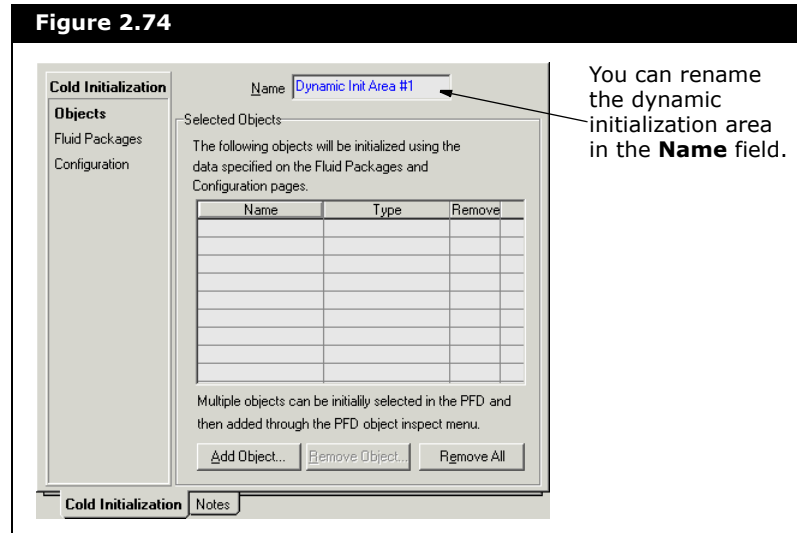 Figure 2.74
Cold Initialization
Objects
Fluid Packages
Configuration
Name Dynamic Init Area #1
Selected Objects
The following objects will be initialized using the
data specified on the Fluid Packages and
Configuration pages.
Name Type Remove
Multiple objects can be initialily selected in the PFD and
then added through the PFD object inspect menu.
Add Object... Remove Object... Remove All
Cold Initialization Notes
You can rename
the dynamic
initialization area
in the Name field.